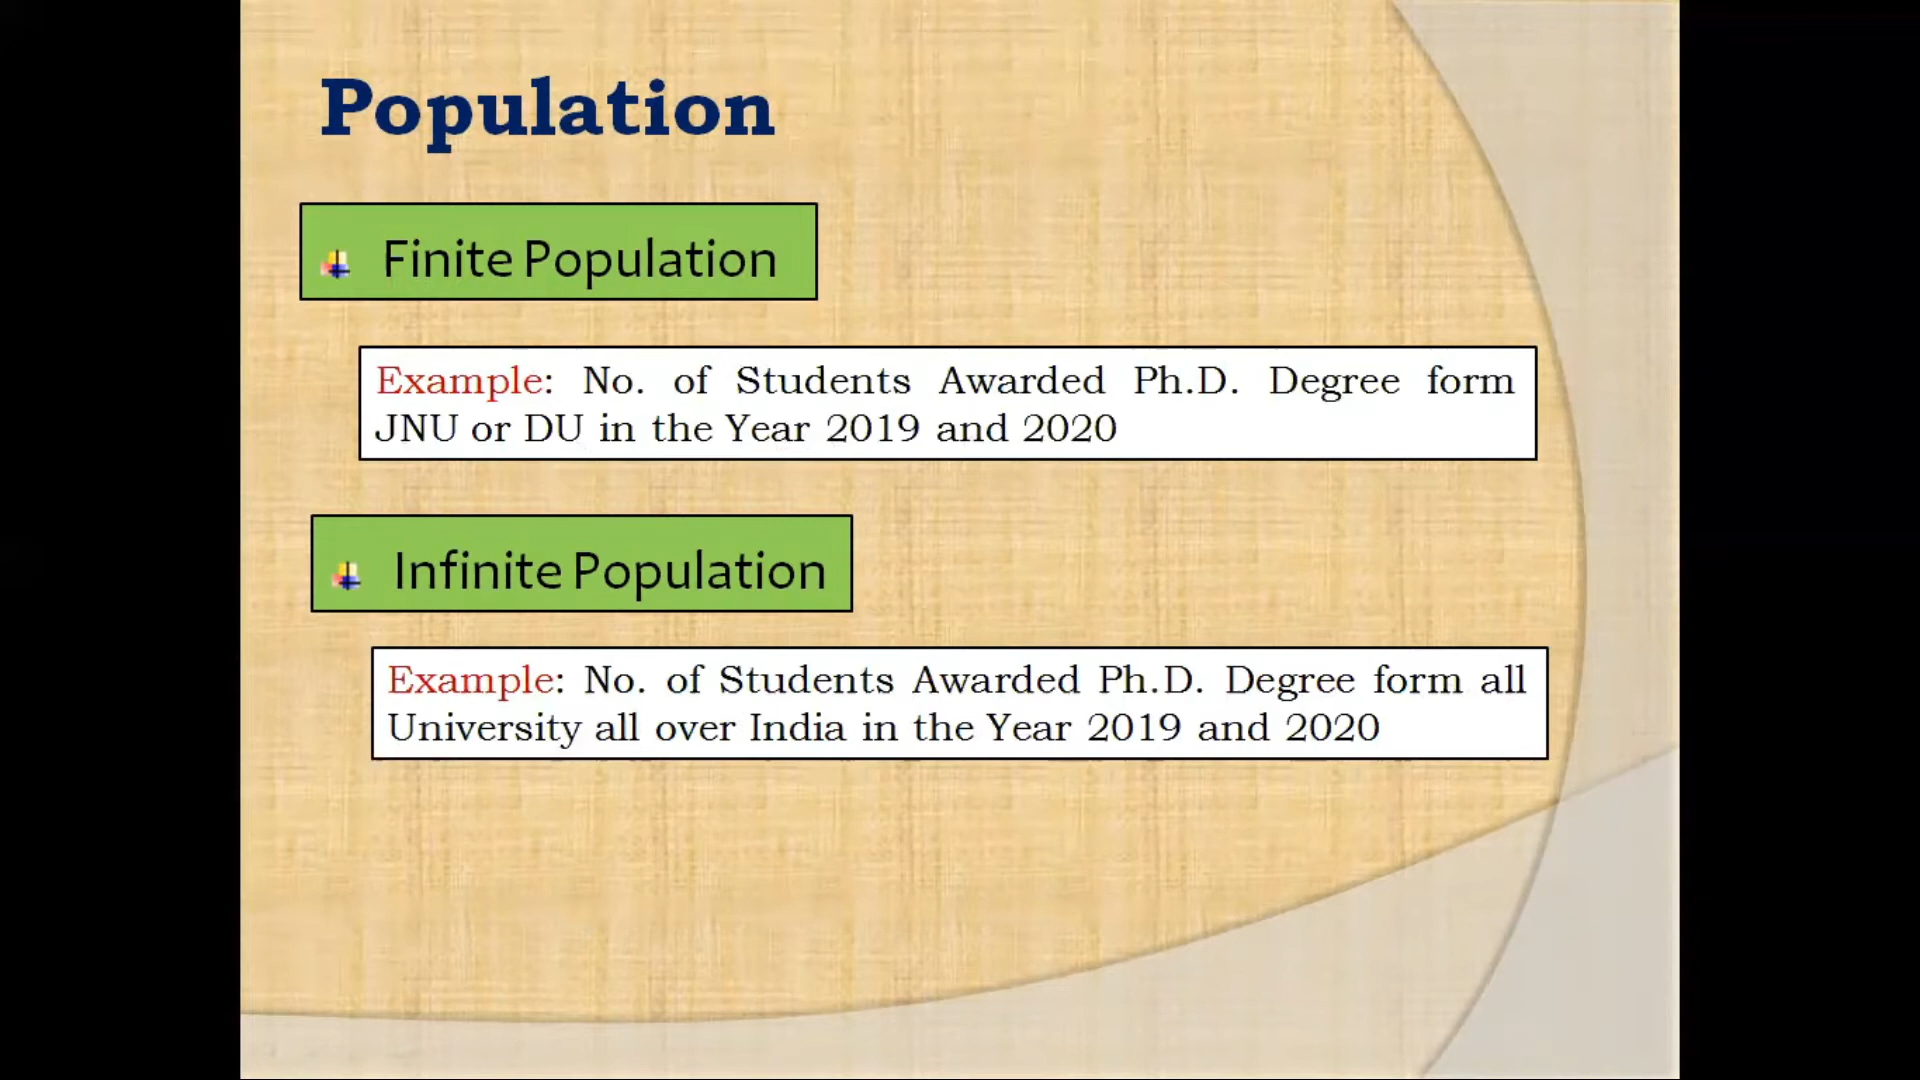 Population
Finite Population
Example: No. of Students Awarded Ph.D. Degree form
JNU or DU in the Year 2019 and 2020
Infinite Population
Example: No. of Students Awarded Ph.D. Degree form all
University all over India in the Year 2019 and 2020